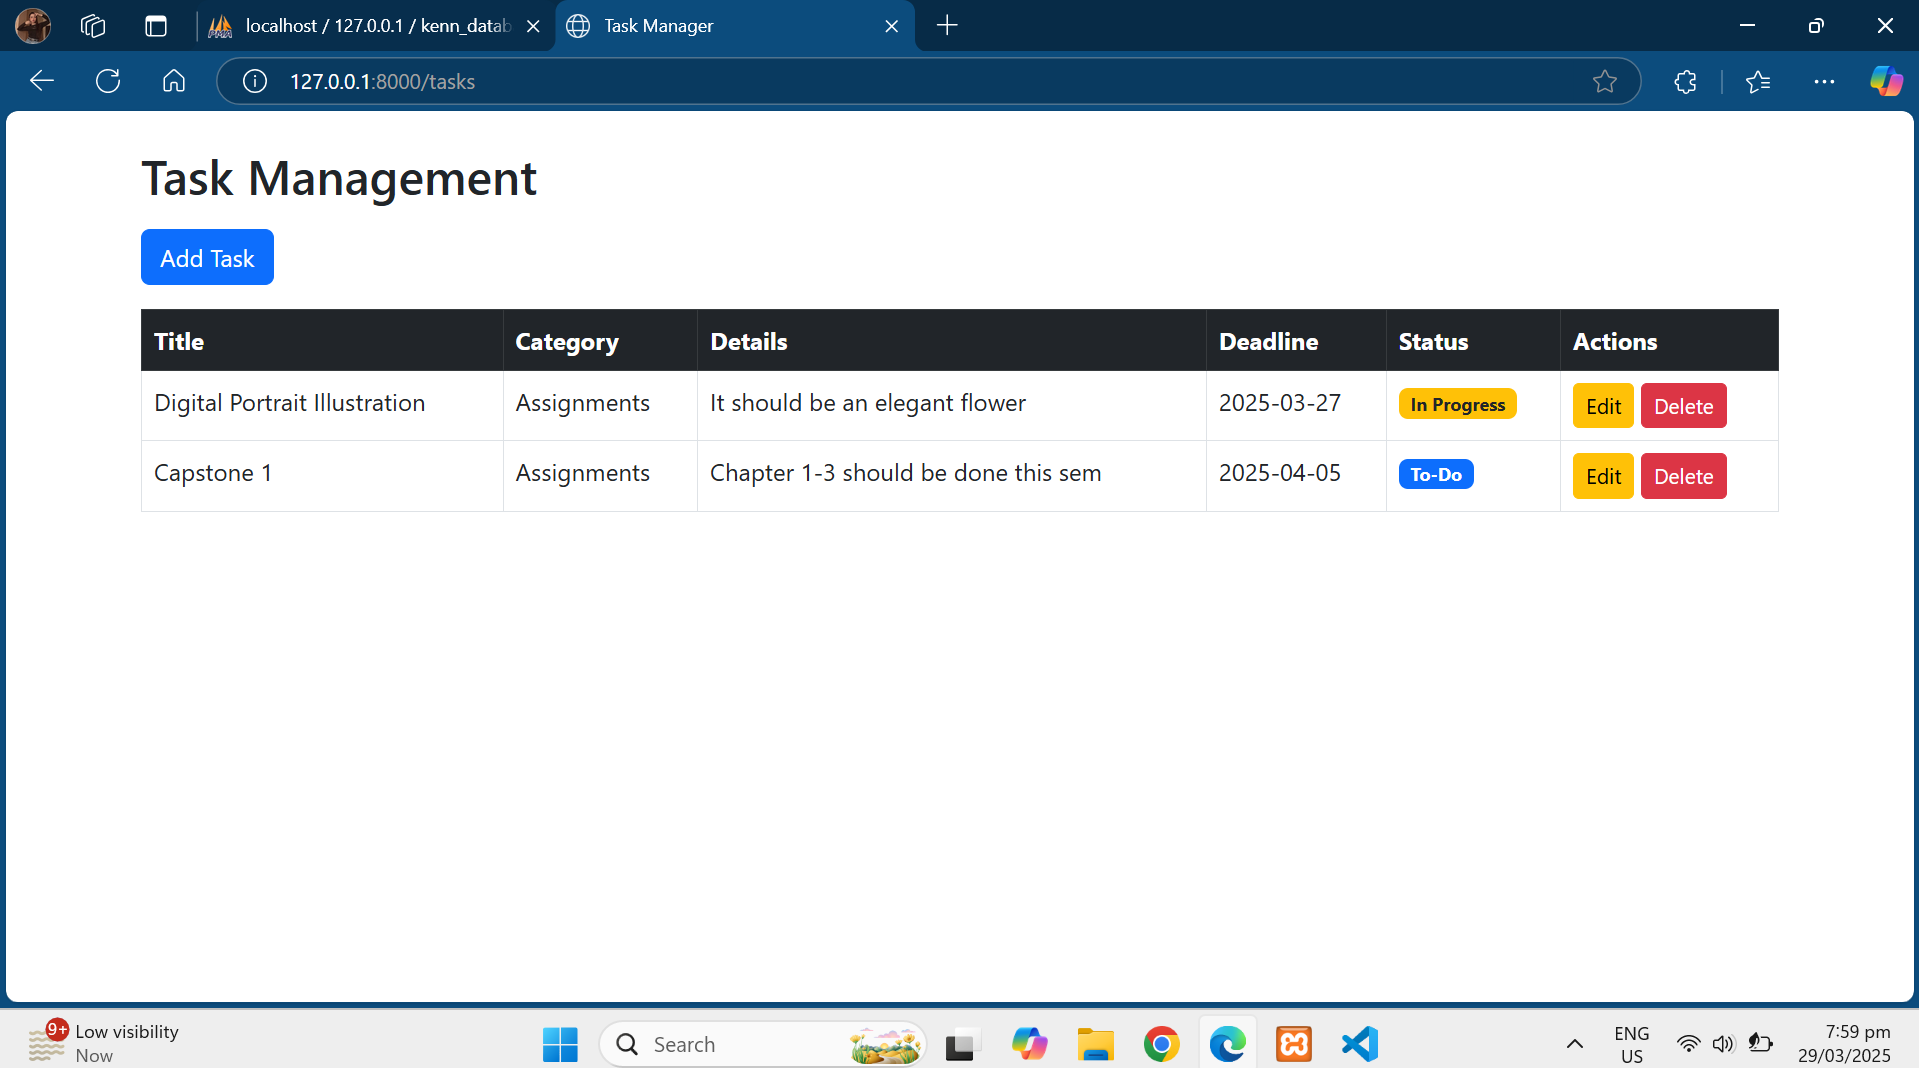 localhost / 127.0.0.1 / kenn_datab
Task Manager
127.0.0.1:8000/tasks
Task Management
Add Task
Title Category Details Deadline Status Actions
Digital Portrait Illustration Assignments It should be an elegant flower 2025-03-27 In Progress Edit Delete
Capstone 1 Assignments Chapter 1-3 should be done this sem 2025-04-05 To-Do Edit Delete
9+
Low visibility
Now
Search
ENG
US
7:59 pm
29/03/2025